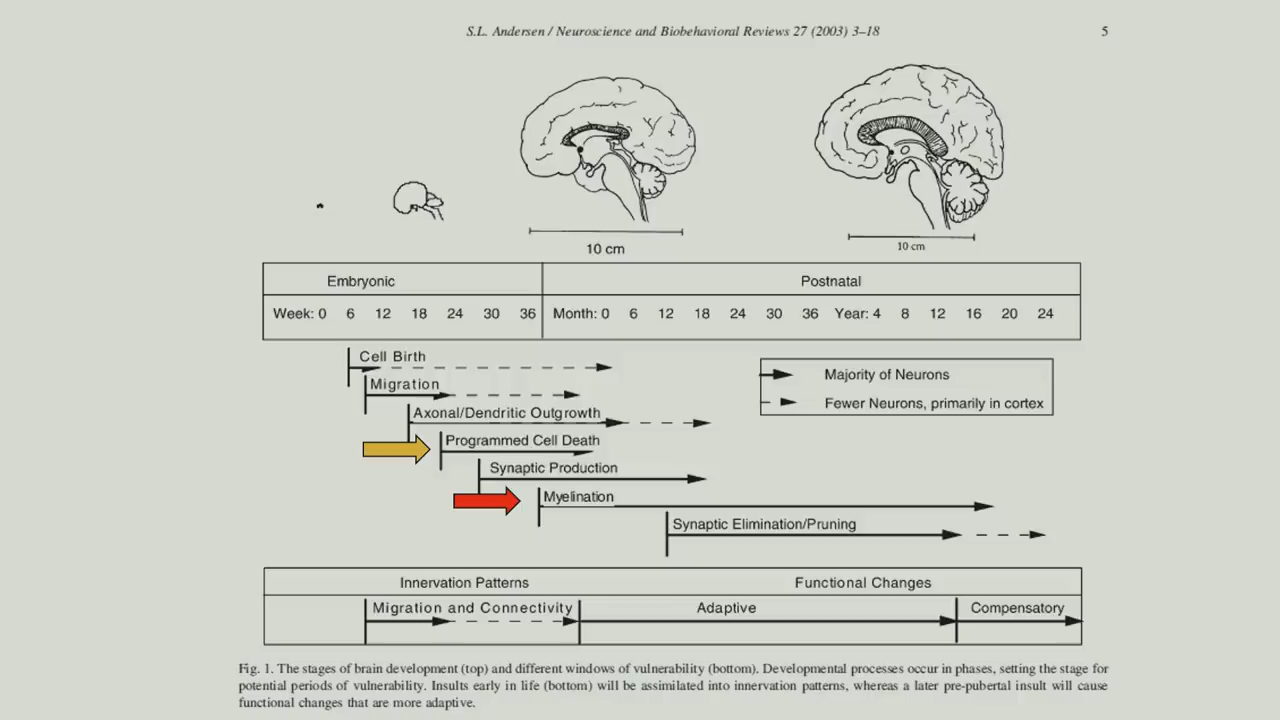 S.L. Andersen / Neuroscience and Biobehavioral Reviews 27 (2003) 3–18 5
10 cm 10 cm
Embryonic Postnatal
Week: 0 6 12 18 24 30 36 Month: 0 6 12 18 24 30 36 Year: 4 8 12 16 20 24
Cell Birth
Migration
Majority of Neurons
Fewer Neurons, primarily in cortex
Axonal/Dendritic Outgrowth
Programmed Cell Death
Synaptic Production
Myelination
Synaptic Elimination/Pruning
Innervation Patterns Functional Changes
Migration and Connectivity Adaptive Compensatory
Fig. 1. The stages of brain development (top) and different windows of vulnerability (bottom). Developmental processes occur in phases, setting the stage for
potential periods of vulnerability. Insults early in life (bottom) will be assimilated into innervation patterns, whereas a later pre-pubertal insult will cause
functional changes that are more adaptive.